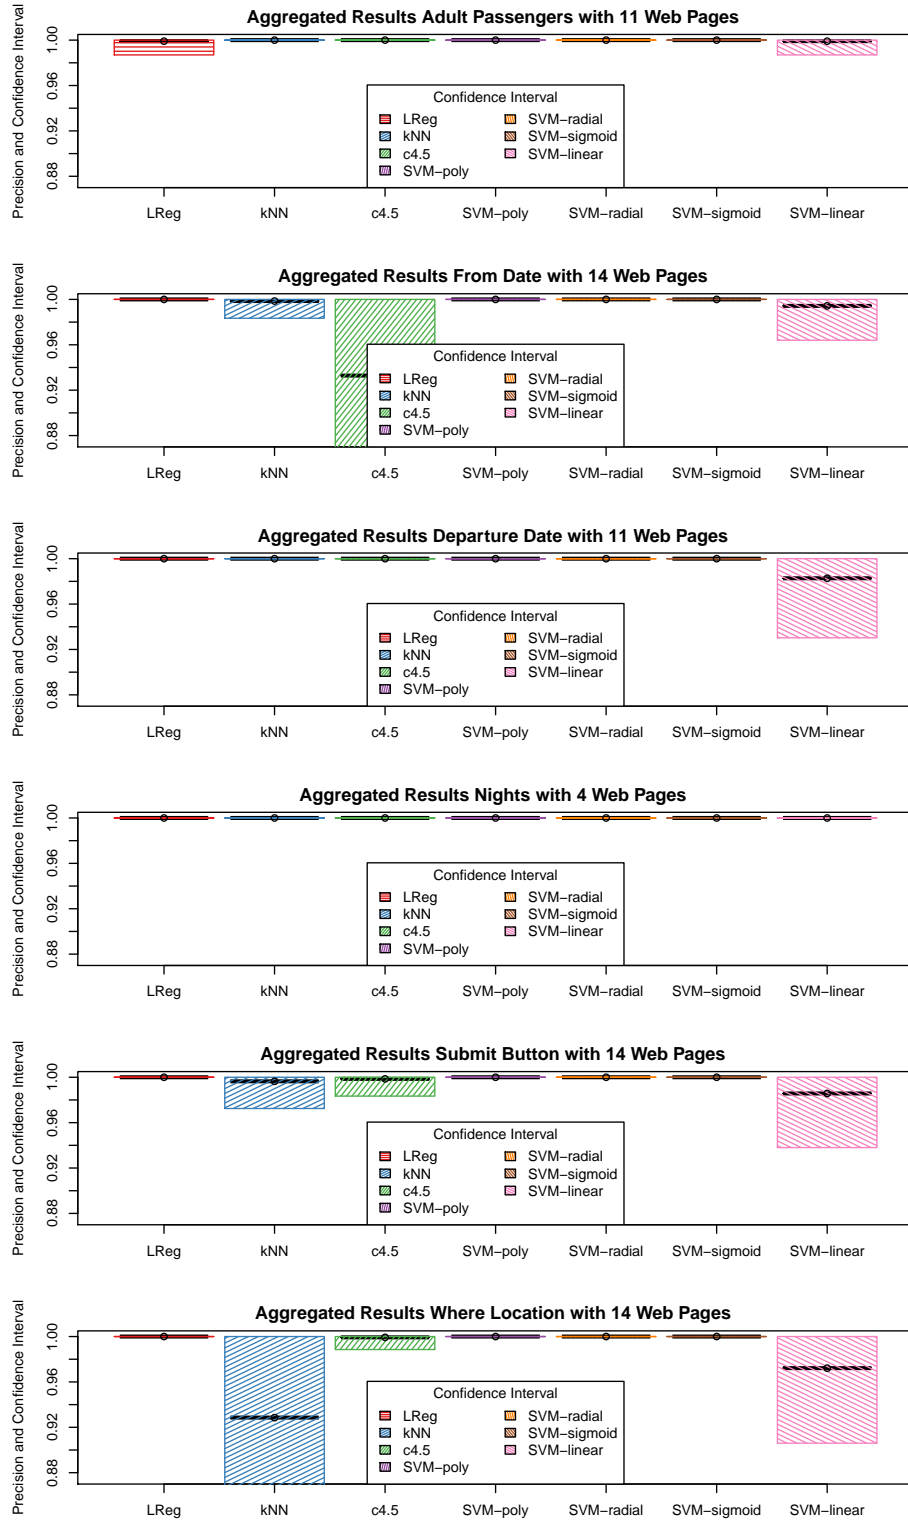 Aggregated Results Adult Passengers with 11 Web Pages
Precision and Confidence Interval
1.00
0.96
0.92
0.88
Confidence Interval
LReg SVM−radial
kNN SVM−sigmoid
c4.5 SVM−linear
SVM−poly
LReg kNN c4.5 SVM−poly SVM−radial SVM−sigmoid SVM−linear
Aggregated Results From Date with 14 Web Pages
Precision and Confidence Interval
1.00
0.96
0.92
0.88
Confidence Interval
LReg SVM−radial
kNN SVM−sigmoid
c4.5 SVM−linear
SVM−poly
LReg kNN c4.5 SVM−poly SVM−radial SVM−sigmoid SVM−linear
Aggregated Results Departure Date with 11 Web Pages
Precision and Confidence Interval
1.00
0.96
0.92
0.88
Confidence Interval
LReg SVM−radial
kNN SVM−sigmoid
c4.5 SVM−linear
SVM−poly
LReg kNN c4.5 SVM−poly SVM−radial SVM−sigmoid SVM−linear
Aggregated Results Nights with 4 Web Pages
Precision and Confidence Interval
1.00
0.96
0.92
0.88
Confidence Interval
LReg SVM−radial
kNN SVM−sigmoid
c4.5 SVM−linear
SVM−poly
LReg kNN c4.5 SVM−poly SVM−radial SVM−sigmoid SVM−linear
Aggregated Results Submit Button with 14 Web Pages
Precision and Confidence Interval
1.00
0.96
0.92
0.88
Confidence Interval
LReg SVM−radial
kNN SVM−sigmoid
c4.5 SVM−linear
SVM−poly
LReg kNN c4.5 SVM−poly SVM−radial SVM−sigmoid SVM−linear
Aggregated Results Where Location with 14 Web Pages
Precision and Confidence Interval
1.00
0.96
0.92
0.88
Confidence Interval
LReg SVM−radial
kNN SVM−sigmoid
c4.5 SVM−linear
SVM−poly
LReg kNN c4.5 SVM−poly SVM−radial SVM−sigmoid SVM−linear